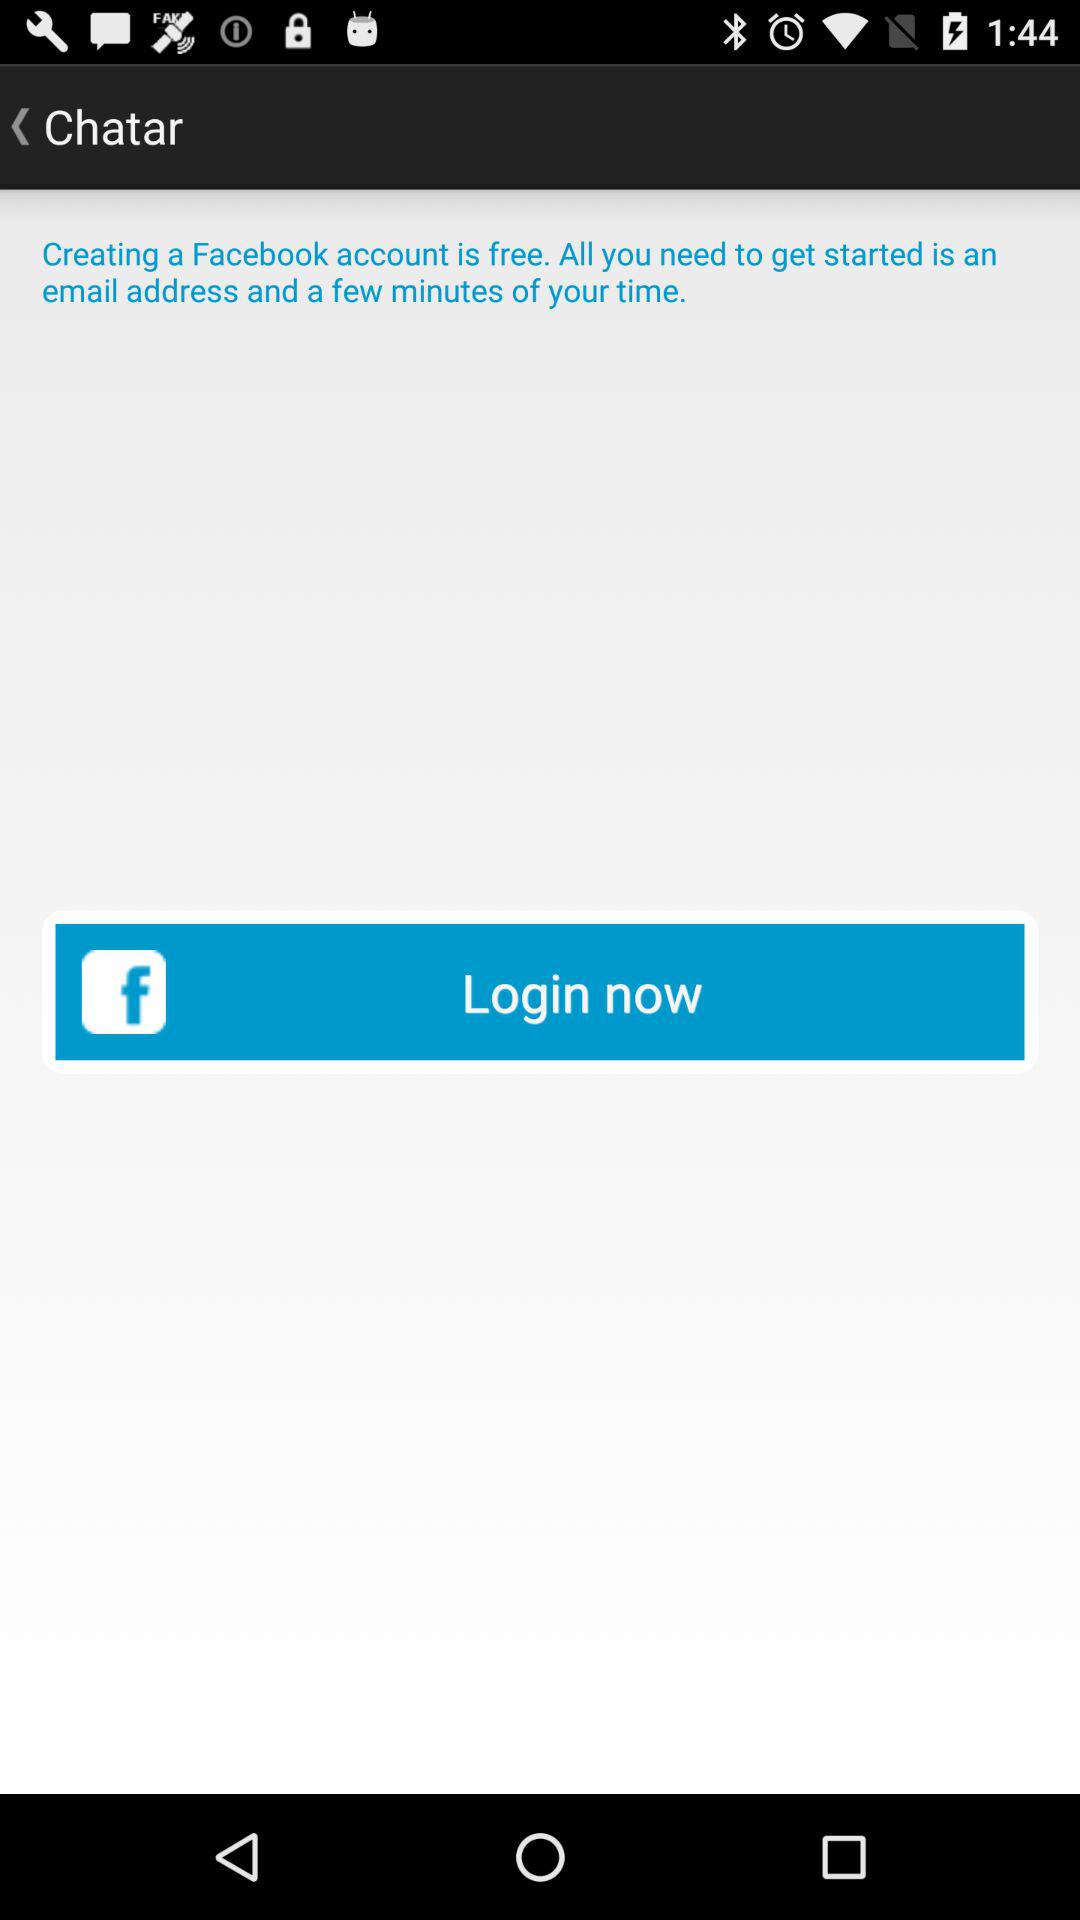 FAKE
1:44
Chatar
Creating a Facebook account is free. All you need to get started is an
email address and a few minutes of your time.
f
Login now